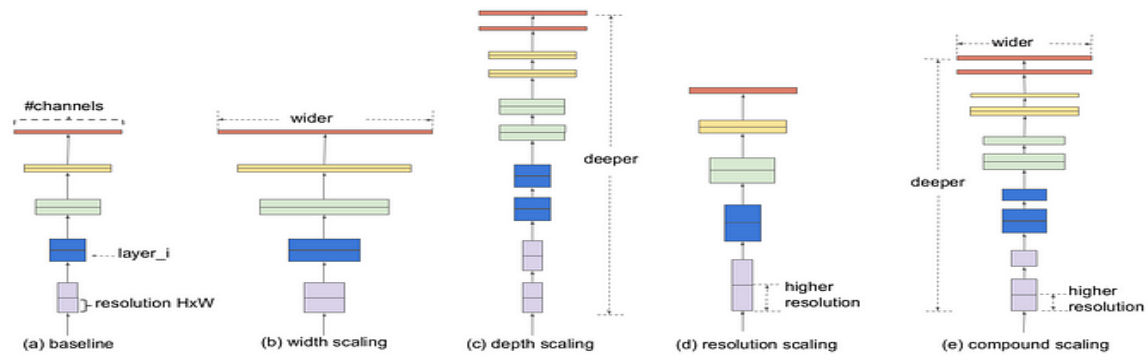 #channels
layer_i
resolution HxW
(a) baseline
wider
(b) width scaling
deeper
(c) depth scaling
higher
resolution
(d) resolution scaling
wider
deeper
higher
resolution
(e) compound scaling